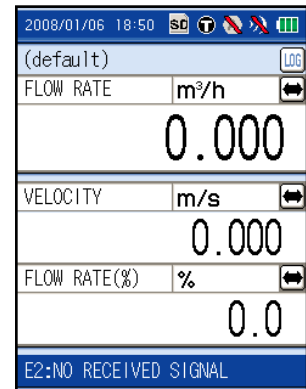 2008/01/06 18:50 SD T
(default) LOG
FLOW RATE m³/h
0.000
VELOCITY m/s
0.000
FLOW RATE(%) %
0.0
E2:NO RECEIVED SIGNAL